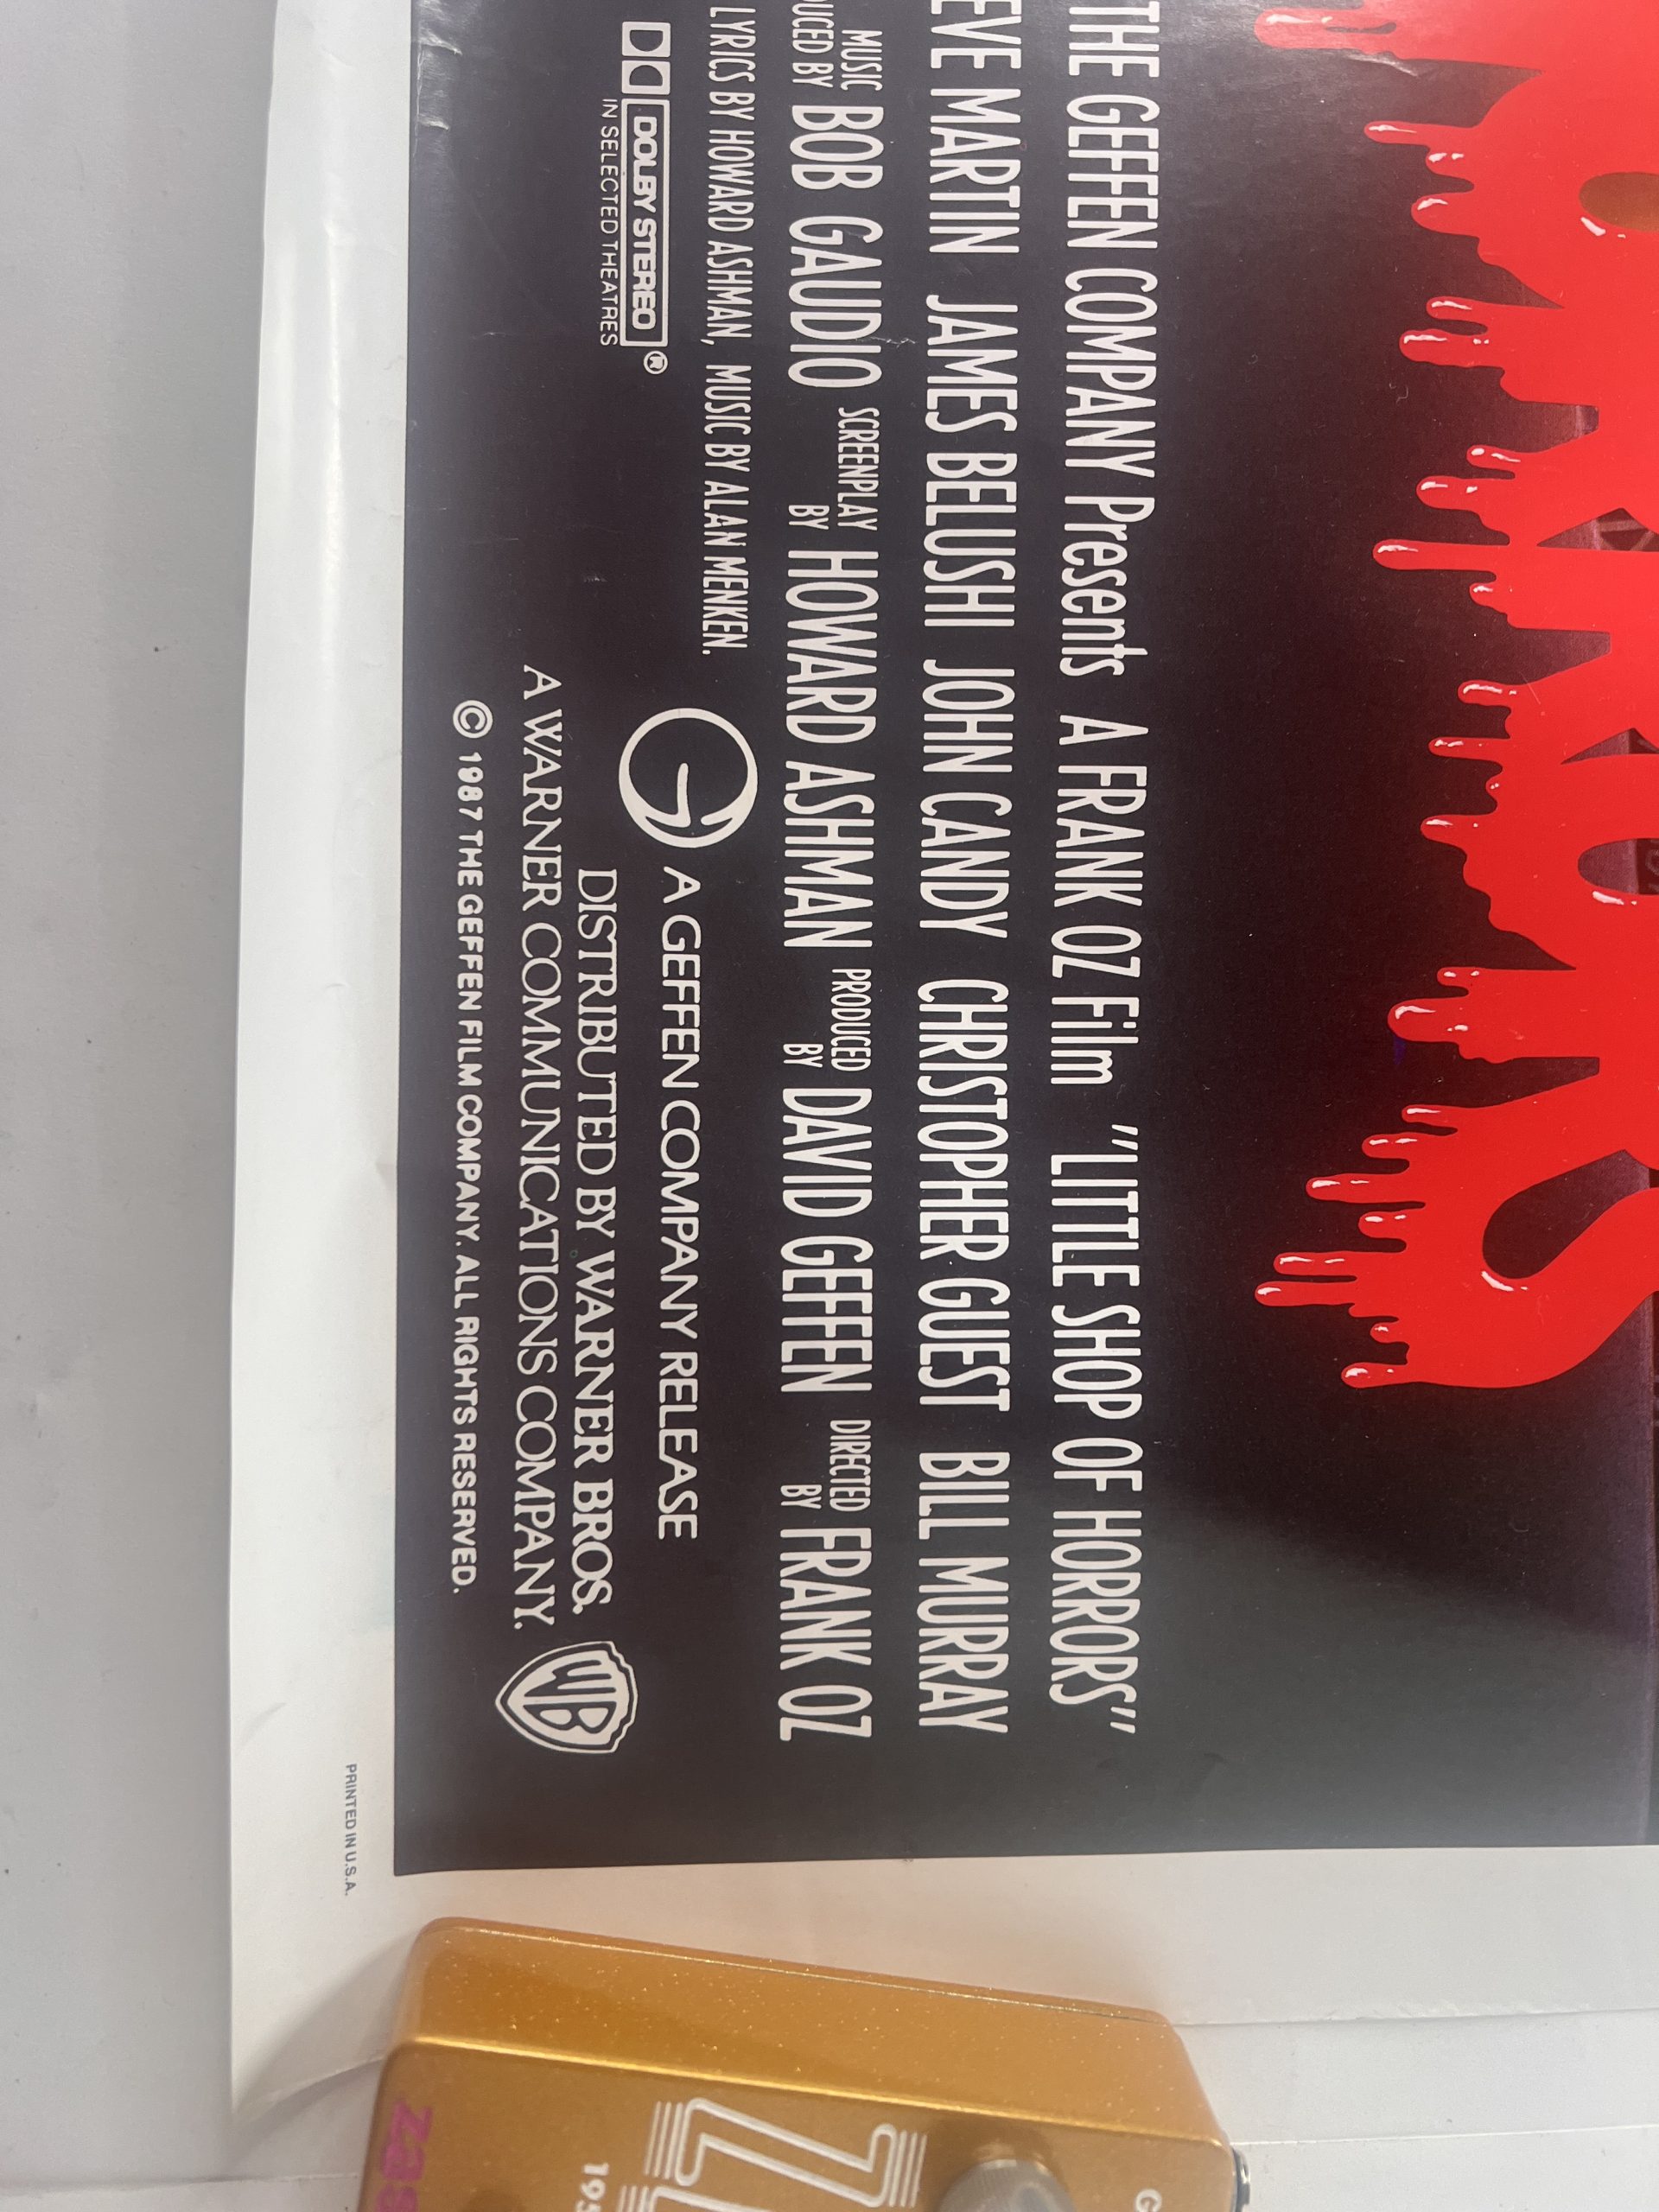 THE GEFFEN COMPANY Presents A FRANK OZ Film "LITTLE SHOP OF HORRORS"
EVE MARTIN JAMES BELUSHI JOHN CANDY CHRISTOPHER GUEST BILL MURRAY
MUSIC UCED BY BOB GAUDIO SCREENPLAY BY HOWARD ASHMAN PRODUCED BY DAVID GEFFEN DIRECTED BY FRANK OZ
LYRICS BY HOWARD ASHMAN, MUSIC BY ALAN MENKEN.
DOLBY STEREO ®
IN SELECTED THEATRES
G A GEFFEN COMPANY RELEASE
DISTRIBUTED BY WARNER BROS.
A WARNER COMMUNICATIONS COMPANY.
© 1987 THE GEFFEN FILM COMPANY. ALL RIGHTS RESERVED.
WB
PRINTED IN U.S.A.